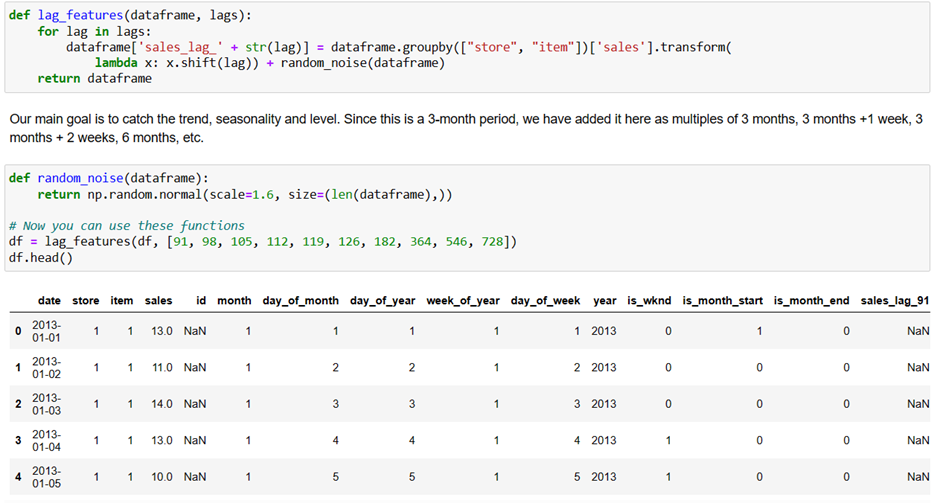 def lag_features(dataframe, lags):
    for lag in lags:
        dataframe['sales_lag_' + str(lag)] = dataframe.groupby(["store", "item"])['sales'].transform(
            lambda x: x.shift(lag)) + random_noise(dataframe)
    return dataframe
Our main goal is to catch the trend, seasonality and level. Since this is a 3-month period, we have added it here as multiples of 3 months, 3 months +1 week, 3
months + 2 weeks, 6 months, etc.
def random_noise(dataframe):
    return np.random.normal(scale=1.6, size=(len(dataframe),))
# Now you can use these functions
df = lag_features(df, [91, 98, 105, 112, 119, 126, 182, 364, 546, 728])
df.head()
date store item sales id month day_of_month day_of_year week_of_year day_of_week year is_wknd is_month_start is_month_end sales_lag_91
0 2013-
01-01 1 1 13.0 NaN 1 1 1 1 1 2013 0 1 0 NaN
1 2013-
01-02 1 1 11.0 NaN 1 2 2 1 2 2013 0 0 0 NaN
2 2013-
01-03 1 1 14.0 NaN 1 3 3 1 3 2013 0 0 0 NaN
3 2013-
01-04 1 1 13.0 NaN 1 4 4 1 4 2013 1 0 0 NaN
4 2013-
01-05 1 1 10.0 NaN 1 5 5 1 5 2013 1 0 0 NaN